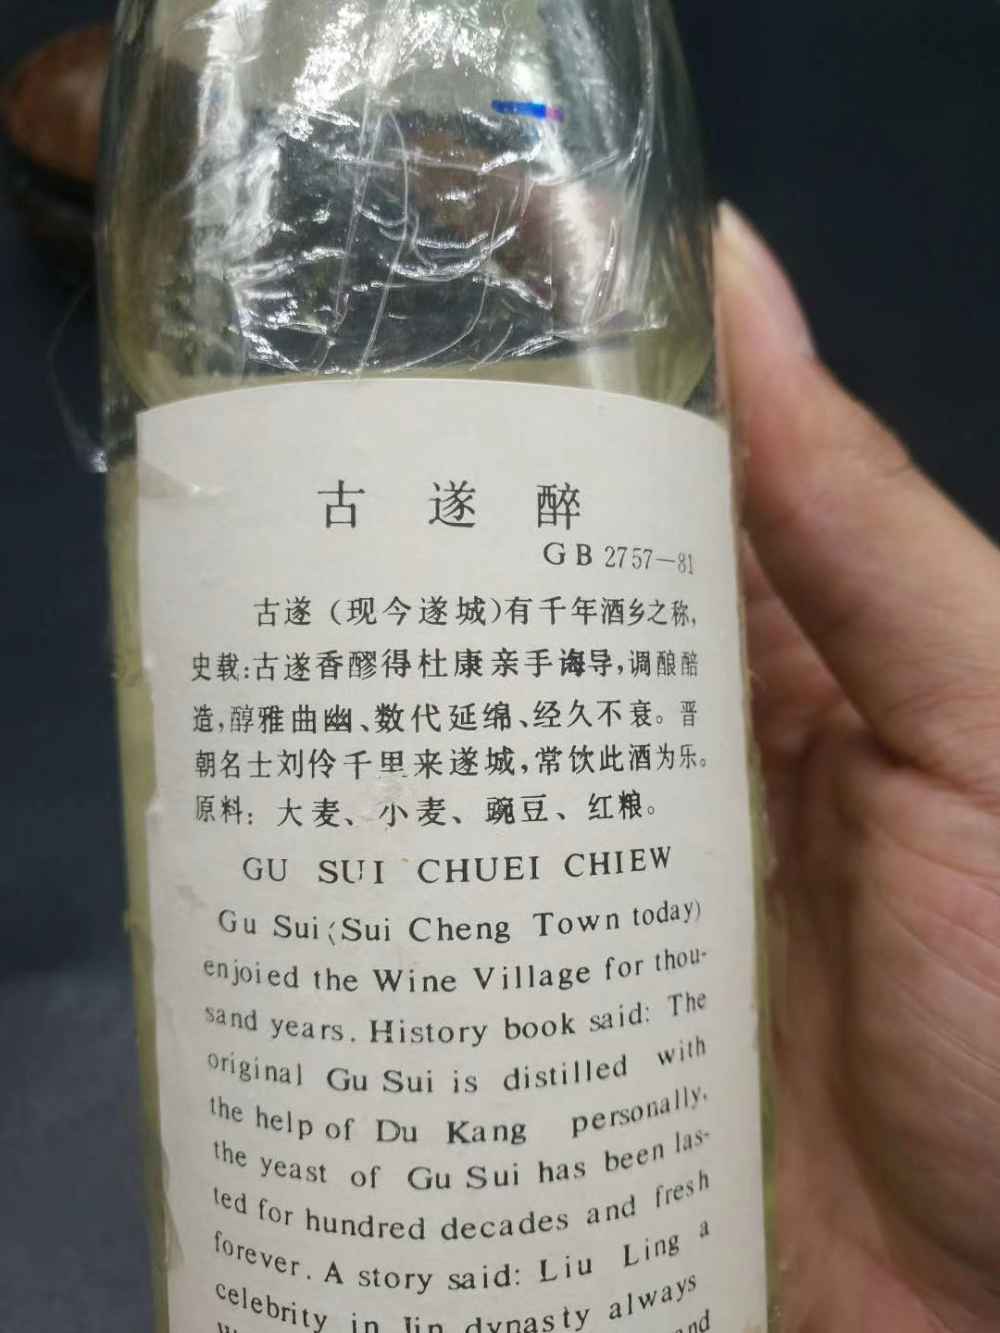 古遂醉
GB 2757—81
古遂（现今遂城）有千年酒乡之称，
史载：古遂香醪得杜康亲手诲导，调酿醅
造，醇雅曲幽、数代延绵、经久不衰。晋
朝名士刘伶千里来遂城，常饮此酒为乐。
原料：大麦、小麦、豌豆、红粮。
GU SUI CHUEI CHIEW
Gu Sui (Sui Cheng Town today)
enjoied the Wine Village for thou-
sand years. History book said: The
original Gu Sui is distilled with
the help of Du Kang personally,
the yeast of Gu Sui has been las-
ted for hundred decades and fresh
forever. A story said: Liu Ling a
celebrity in Jin dynasty always
and